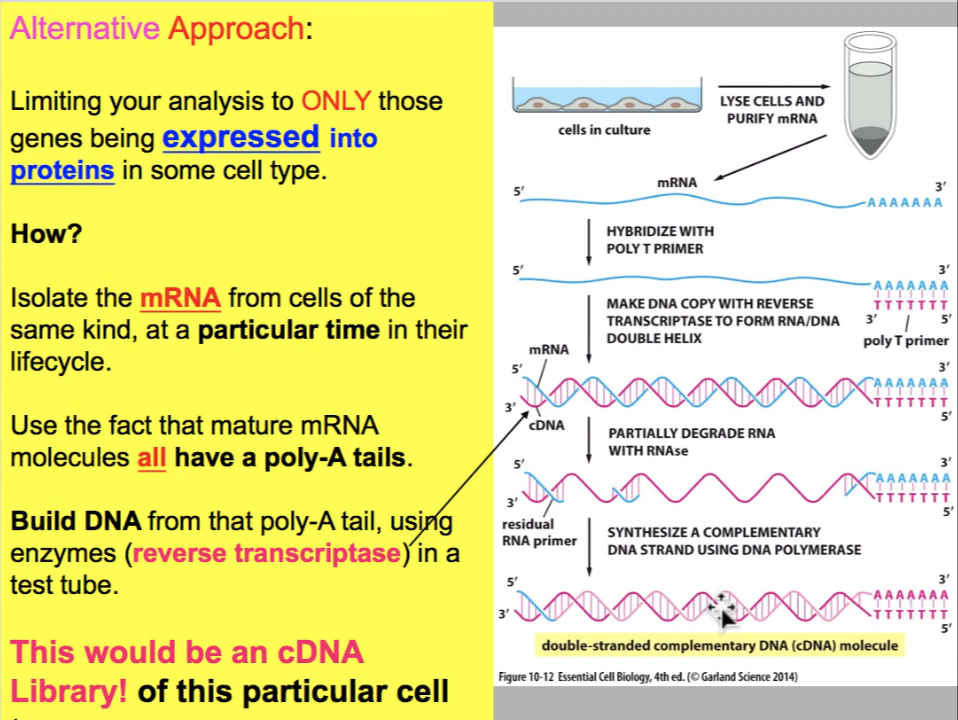 Alternative Approach:
Limiting your analysis to ONLY those
genes being expressed into
proteins in some cell type.
How?
Isolate the mRNA from cells of the
same kind, at a particular time in their
lifecycle.
Use the fact that mature mRNA
molecules all have a poly-A tails.
Build DNA from that poly-A tail, using
enzymes (reverse transcriptase) in a
test tube.
This would be an cDNA
Library! of this particular cell
cells in culture
LYSE CELLS AND
PURIFY mRNA
mRNA
5′
3′
AAAAAAA
HYBRIDIZE WITH
POLY T PRIMER
5′
3′
AAAAAAA
TTTTTTT
3′
5′
poly T primer
MAKE DNA COPY WITH REVERSE
TRANSCRIPTASE TO FORM RNA/DNA
DOUBLE HELIX
mRNA
5′
3′
AAAAAAA
TTTTTTT
3′
5′
cDNA
PARTIALLY DEGRADE RNA
WITH RNAse
5′
3′
AAAAAAA
TTTTTTT
3′
5′
residual
RNA primer
SYNTHESIZE A COMPLEMENTARY
DNA STRAND USING DNA POLYMERASE
5′
3′
AAAAAAA
TTTTTTT
3′
5′
double-stranded complementary DNA (cDNA) molecule
Figure 10-12 Essential Cell Biology, 4th ed. (© Garland Science 2014)